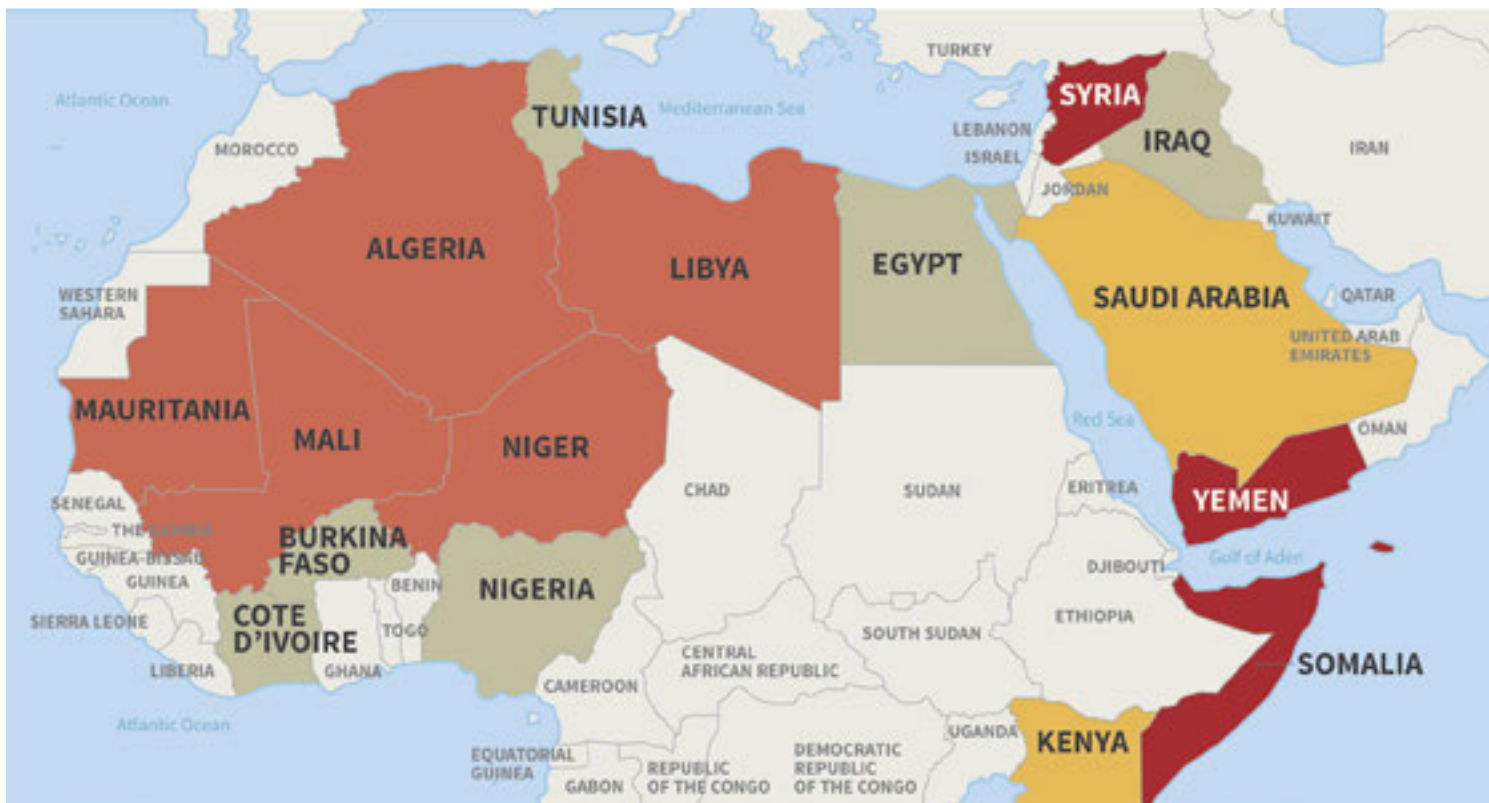 TURKEY
Atlantic Ocean
SYRIA
Mediterranean Sea
TUNISIA
LEBANON
IRAQ
MOROCCO
IRAN
ISRAEL
JORDAN
KUWAIT
ALGERIA
LIBYA
EGYPT
SAUDI ARABIA
WESTERN
SAHARA
QATAR
UNITED ARAB
EMIRATES
MAURITANIA
Red Sea
OMAN
MALI
NIGER
CHAD
SUDAN
ERITREA
SENEGAL
YEMEN
THE GAMBIA
BURKINA
FASO
GUINEA-BISSAU
Gulf of Aden
DJIBOUTI
GUINEA
BENIN
NIGERIA
SIERRA LEONE
COTE
D'IVOIRE
TOGO
ETHIOPIA
SOUTH SUDAN
LIBERIA
GHANA
CENTRAL
AFRICAN REPUBLIC
SOMALIA
CAMEROON
Atlantic Ocean
UGANDA
KENYA
EQUATORIAL
GUINEA
GABON
REPUBLIC
OF THE CONGO
DEMOCRATIC
REPUBLIC
OF THE CONGO